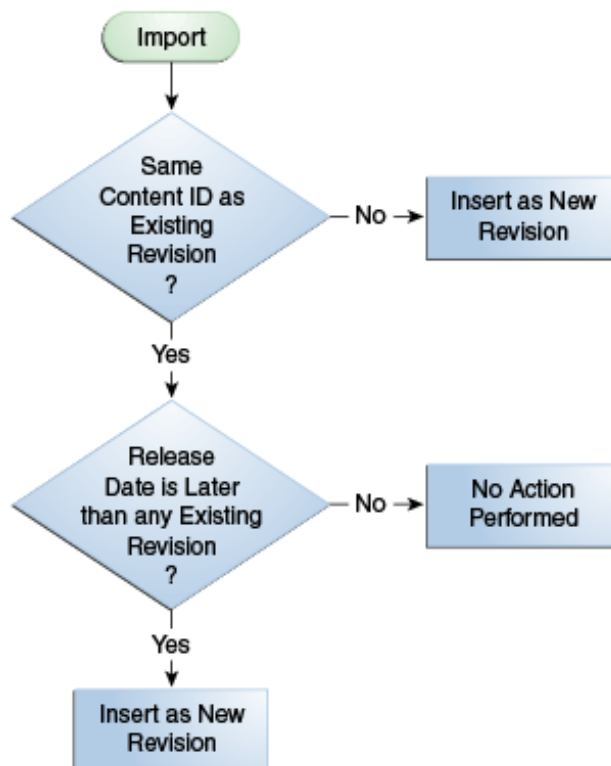 Import
Same
Content ID as
Existing
Revision
?
No
Insert as New
Revision
Yes
Release
Date is Later
than any Existing
Revision
?
No
No Action
Performed
Yes
Insert as New
Revision